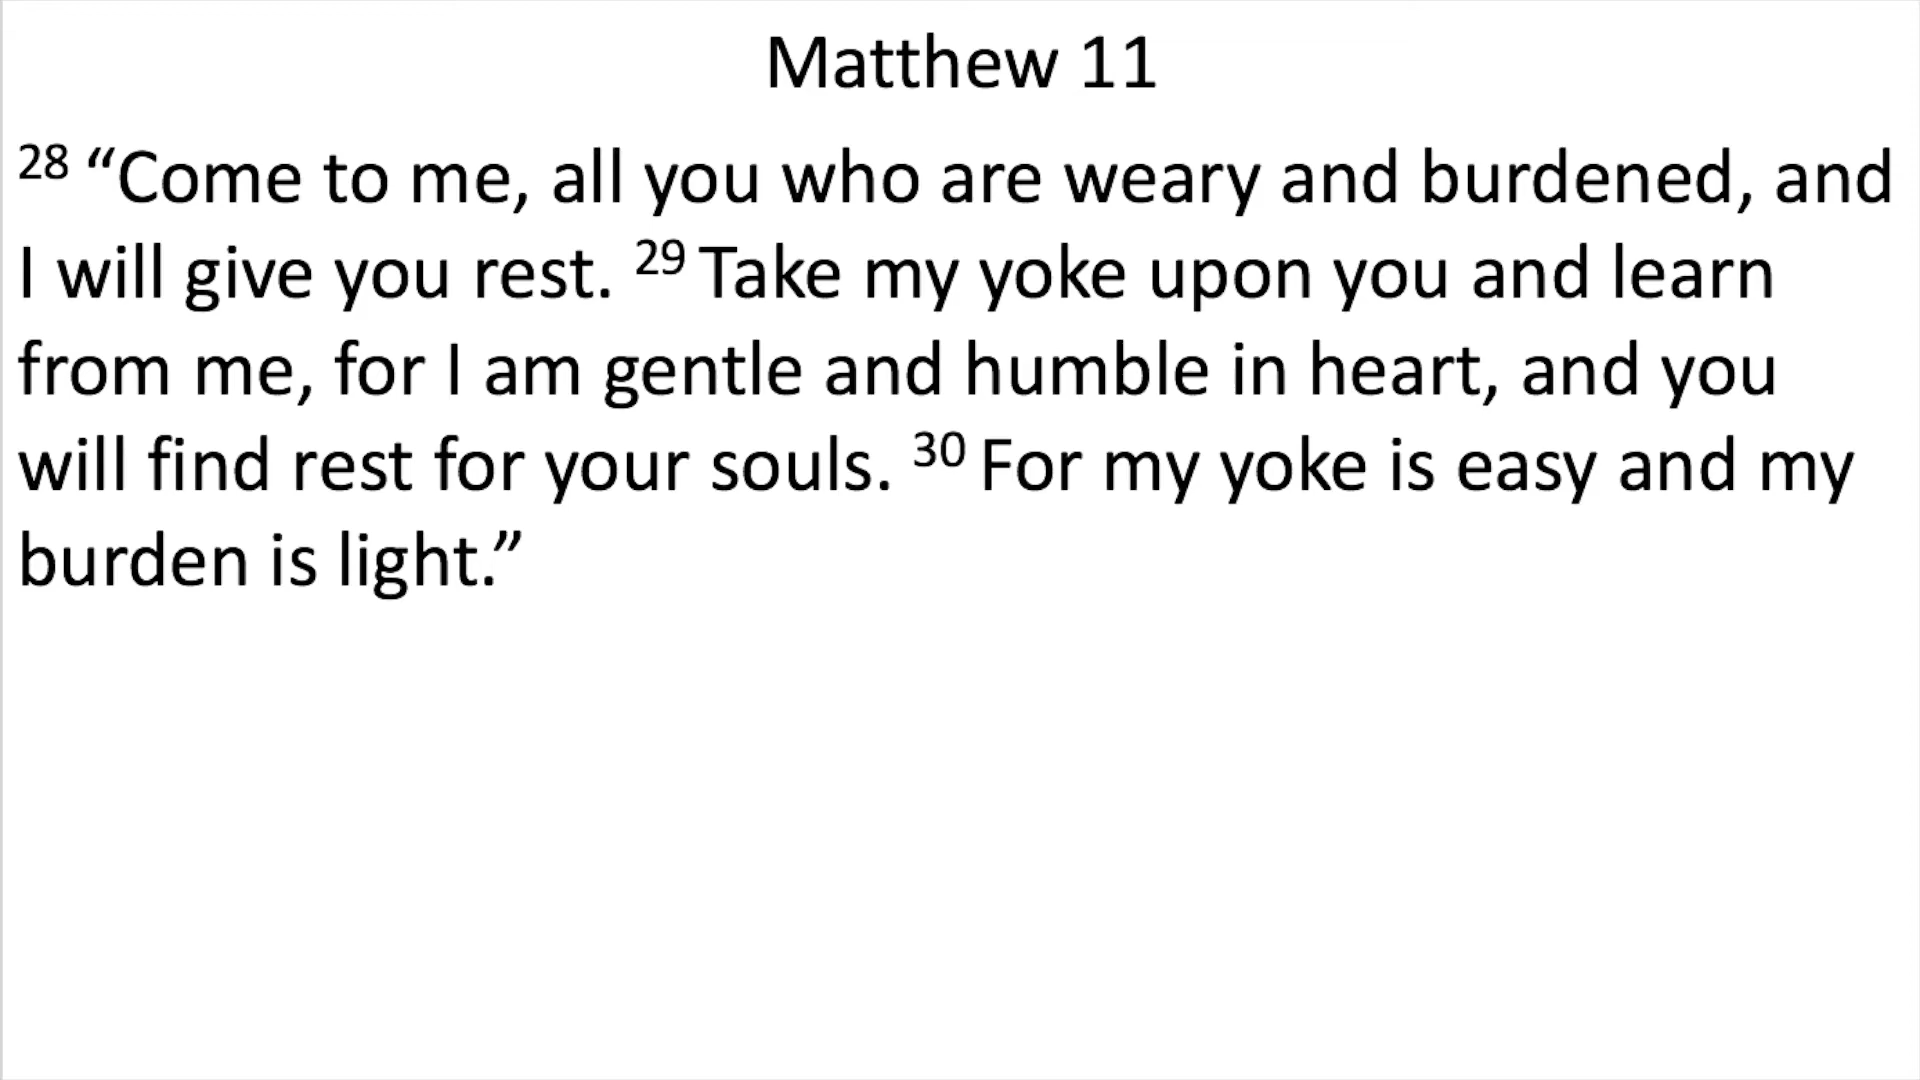 Matthew 11
28 “Come to me, all you who are weary and burdened, and
I will give you rest. 29 Take my yoke upon you and learn
from me, for I am gentle and humble in heart, and you
will find rest for your souls. 30 For my yoke is easy and my
burden is light.”